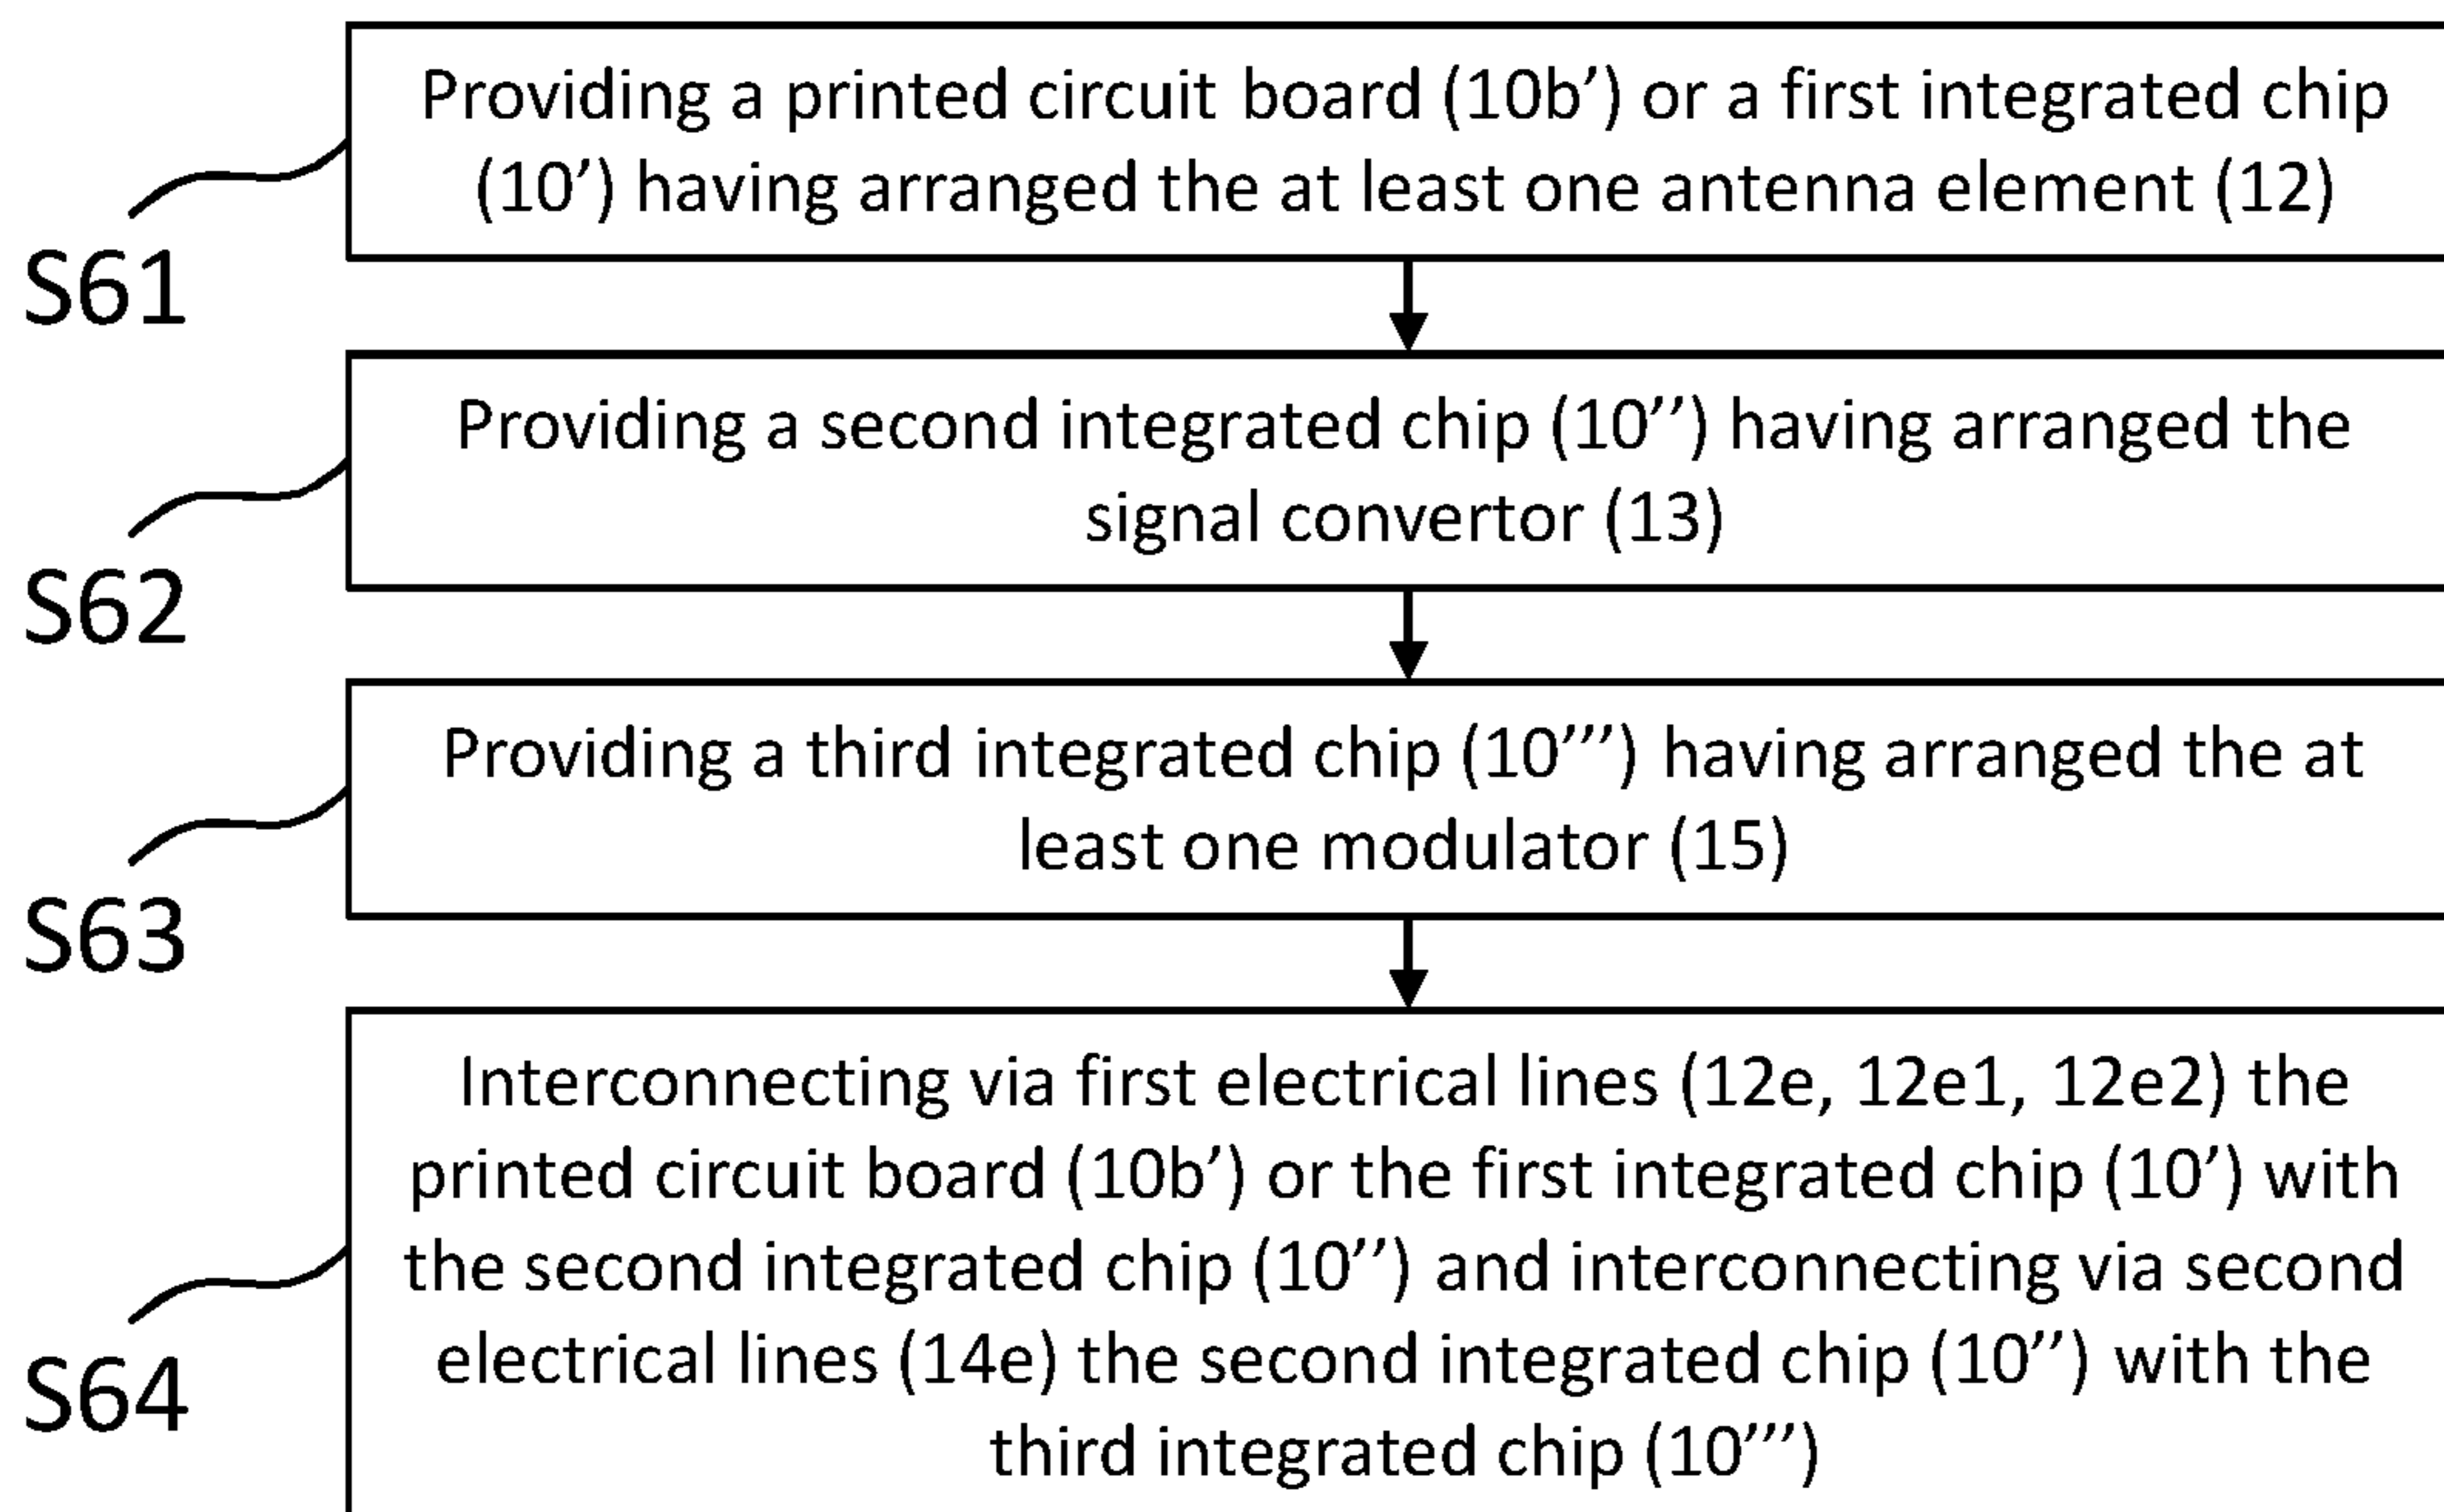 Providing a printed circuit board (10b’) or a first integrated chip
(10’) having arranged the at least one antenna element (12)
S61
Providing a second integrated chip (10’’) having arranged the
signal convertor (13)
S62
Providing a third integrated chip (10’’’) having arranged the at
least one modulator (15)
S63
Interconnecting via first electrical lines (12e, 12e1, 12e2) the
printed circuit board (10b’) or the first integrated chip (10’) with
the second integrated chip (10’’) and interconnecting via second
electrical lines (14e) the second integrated chip (10’’) with the
third integrated chip (10’’’)
S64